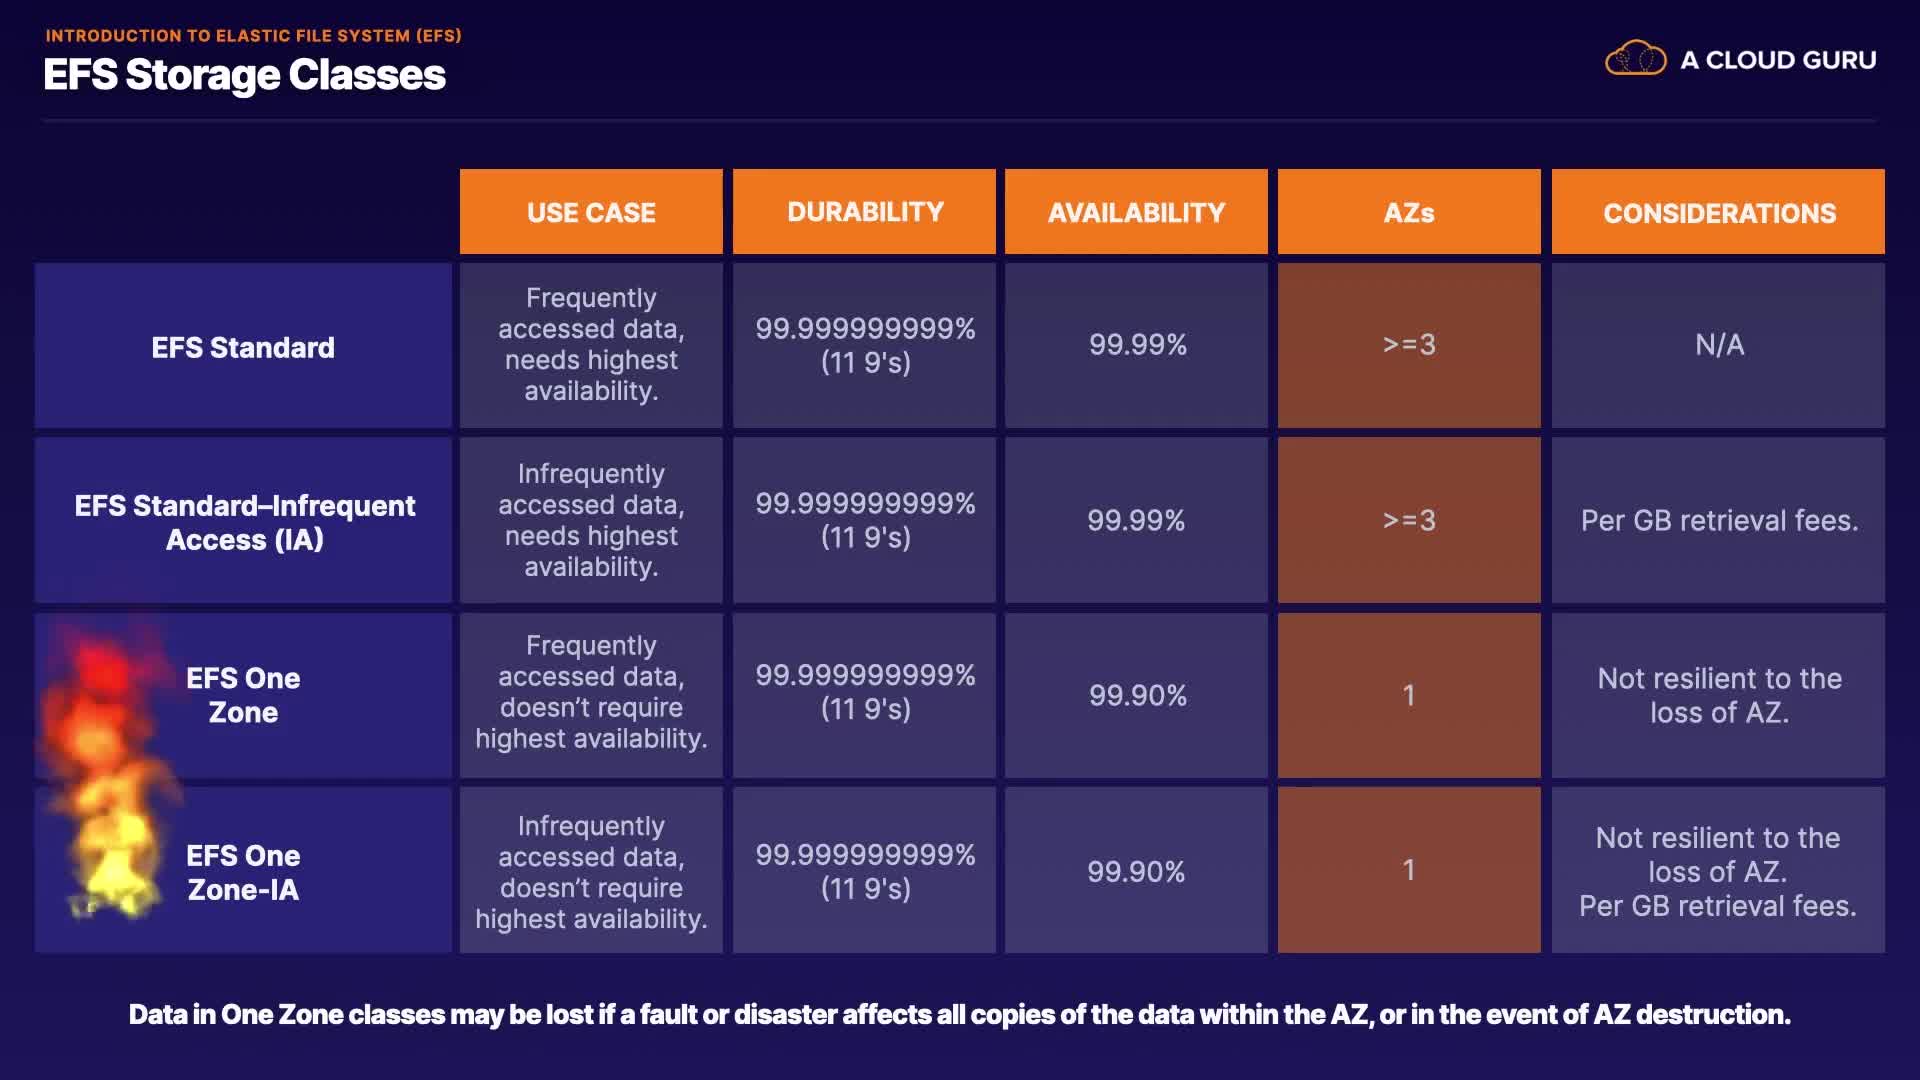 INTRODUCTION TO ELASTIC FILE SYSTEM (EFS)
EFS Storage Classes
A CLOUD GURU
USE CASE
DURABILITY
AVAILABILITY
AZs
CONSIDERATIONS
EFS Standard
Frequently
accessed data,
needs highest
availability.
99.999999999%
(11 9's)
99.99%
>=3
N/A
EFS Standard–Infrequent
Access (IA)
Infrequently
accessed data,
needs highest
availability.
99.999999999%
(11 9's)
99.99%
>=3
Per GB retrieval fees.
EFS One
Zone
Frequently
accessed data,
doesn’t require
highest availability.
99.999999999%
(11 9's)
99.90%
1
Not resilient to the
loss of AZ.
EFS One
Zone-IA
Infrequently
accessed data,
doesn’t require
highest availability.
99.999999999%
(11 9's)
99.90%
1
Not resilient to the
loss of AZ.
Per GB retrieval fees.
Data in One Zone classes may be lost if a fault or disaster affects all copies of the data within the AZ, or in the event of AZ destruction.